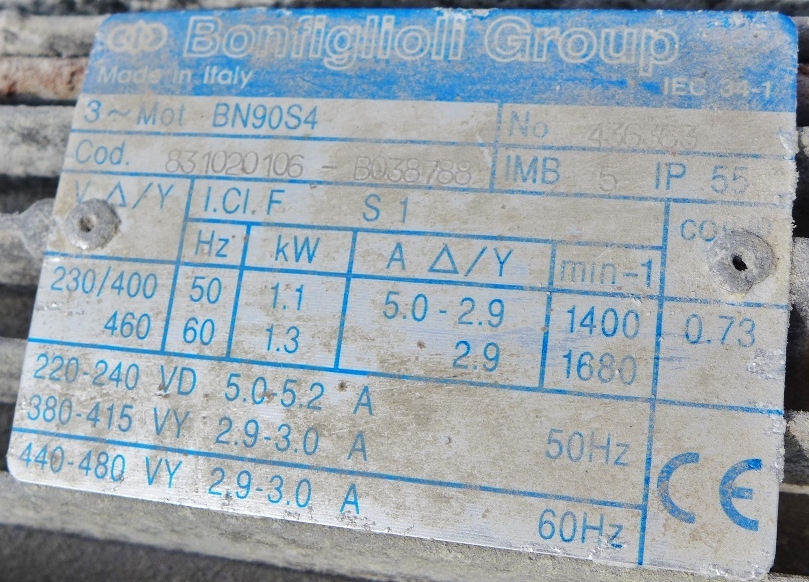 Bonfiglioli Group
Made in Italy IEC 34-1
3~Mot BN90S4 No
Cod. 831020106 - B038788 IMB 5 IP 55
V Δ/Y I.Cl.F S 1
Hz kW A Δ/Y min-1
230/400 50 1.1 5.0-2.9 1400 0.73
460 60 1.3 2.9 1680
220-240 VD 5.0-5.2 A
380-415 VY 2.9-3.0 A 50Hz
440-480 VY 2.9-3.0 A 60Hz
CE